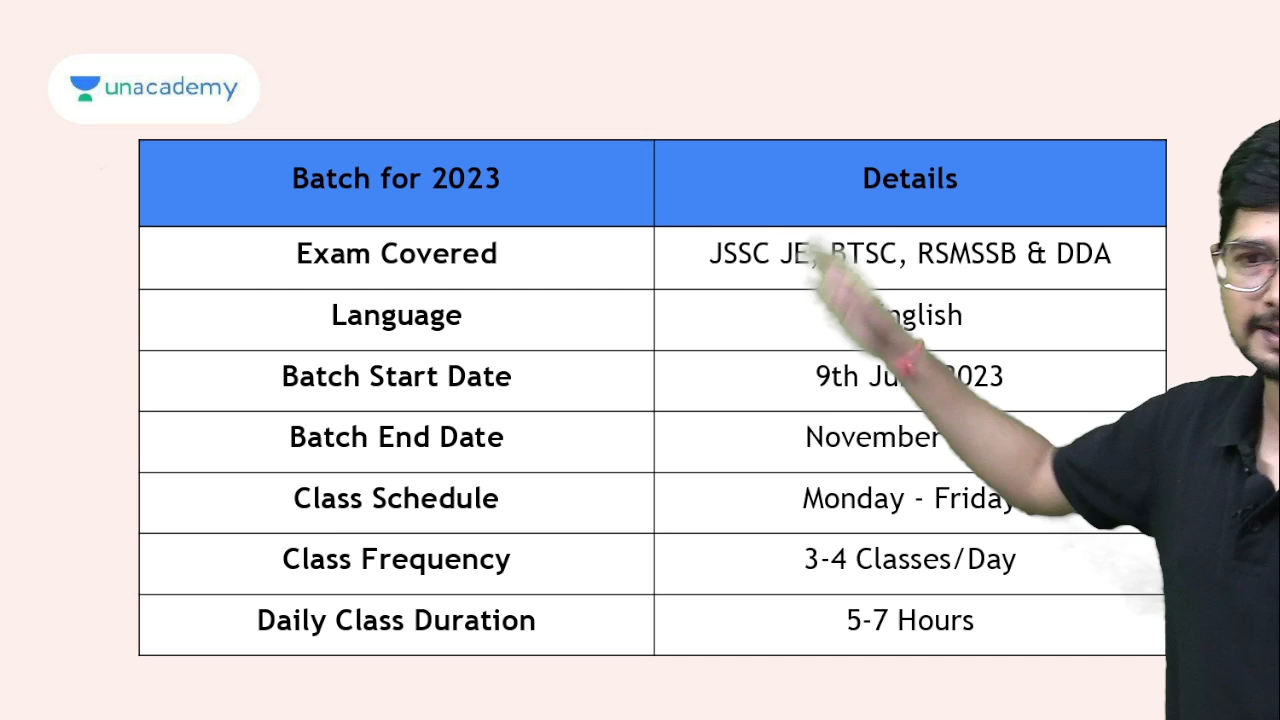 unacademy
Batch for 2023 Details
Exam Covered JSSC JE, BTSC, RSMSSB & DDA
Language
Batch Start Date 9th 2023
Batch End Date November
Class Schedule Monday - Friday
Class Frequency 3-4 Classes/Day
Daily Class Duration 5-7 Hours